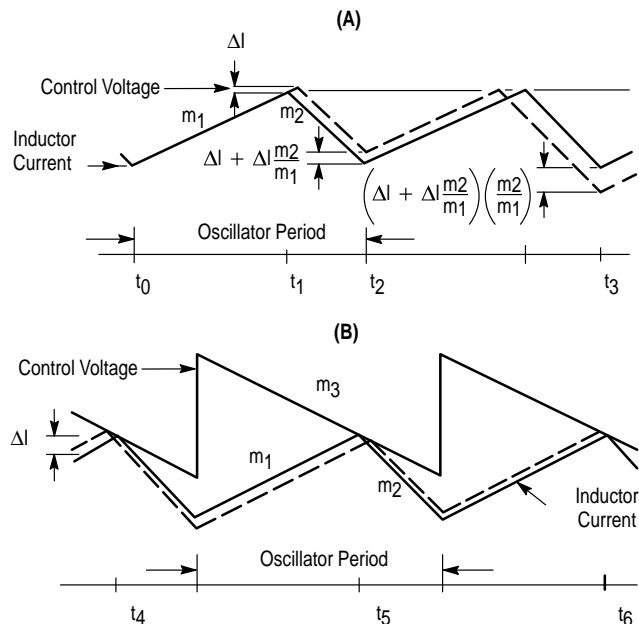 (A)
ΔI
Control Voltage
m1
m2
Inductor
Current
ΔI + ΔI m2/m1
(ΔI + ΔI m2/m1)(m2/m1)
Oscillator Period
t0
t1
t2
t3
(B)
Control Voltage
m3
ΔI
m1
m2
Inductor
Current
Oscillator Period
t4
t5
t6